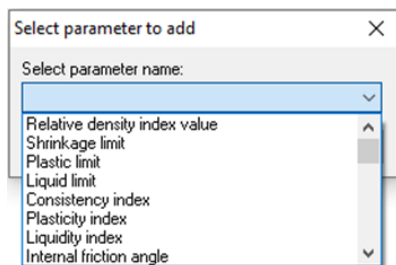 Select parameter to add
Select parameter name:
Relative density index value
Shrinkage limit
Plastic limit
Liquid limit
Consistency index
Plasticity index
Liquidity index
Internal friction angle